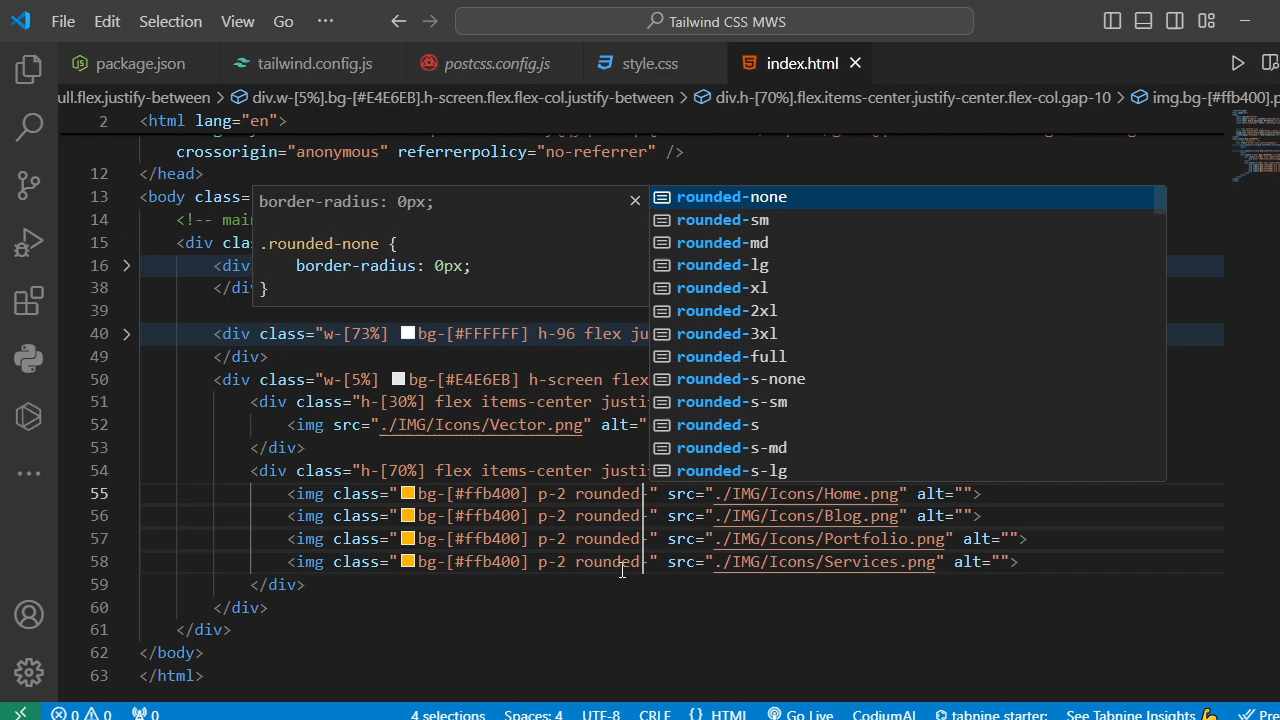 File Edit Selection View Go ··· Tailwind CSS MWS
package.json tailwind.config.js postcss.config.js style.css index.html
ull.flex.justify-between > div.w-[5%].bg-[#E4E6EB].h-screen.flex.flex-col.justify-between > div.h-[70%].flex.items-center.justify-center.flex-col.gap-10 > img.bg-[#ffb400].p
2 <html lang="en">
crossorigin="anonymous" referrerpolicy="no-referrer" />
12 </head>
13 <body class=
14 <!-- mai
15 <div cla
16 <div
38 </di
39
40 <div class="w-[73%] bg-[#FFFFFF] h-96 flex ju
49 </div>
50 <div class="w-[5%] bg-[#E4E6EB] h-screen flex
51 <div class="h-[30%] flex items-center justi
52 <img src="./IMG/Icons/Vector.png" alt="
53 </div>
54 <div class="h-[70%] flex items-center justi
55 <img class="bg-[#ffb400] p-2 rounded-" src="./IMG/Icons/Home.png" alt="">
56 <img class="bg-[#ffb400] p-2 rounded-" src="./IMG/Icons/Blog.png" alt="">
57 <img class="bg-[#ffb400] p-2 rounded-" src="./IMG/Icons/Portfolio.png" alt="">
58 <img class="bg-[#ffb400] p-2 rounded-" src="./IMG/Icons/Services.png" alt="">
59 </div>
60 </div>
61 </div>
62 </body>
63 </html>
border-radius: 0px;
.rounded-none {
border-radius: 0px;
}
rounded-none
rounded-sm
rounded-md
rounded-lg
rounded-xl
rounded-2xl
rounded-3xl
rounded-full
rounded-s-none
rounded-s-sm
rounded-s
rounded-s-md
rounded-s-lg
0 0 0 4 selections Spaces: 4 UTF-8 CRLF {} HTML Go Live CodiumAI tabnine starter: See Tabnine Insights